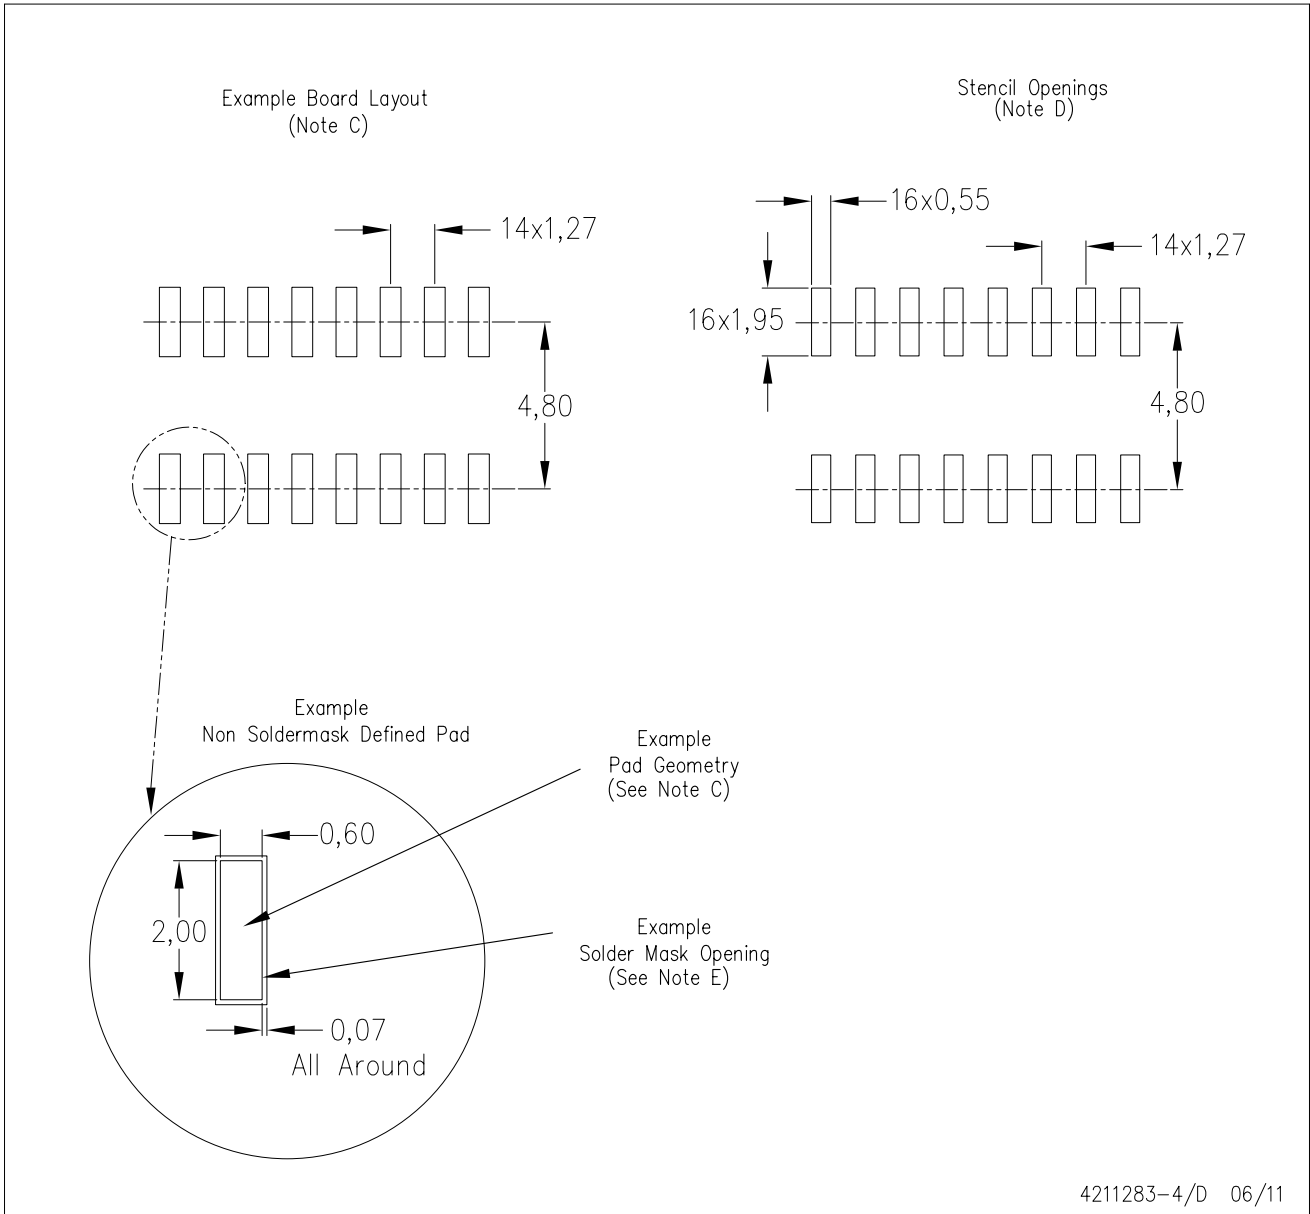 Example Board Layout
(Note C)
Stencil Openings
(Note D)
14x1,27
4,80
16x0,55
14x1,27
16x1,95
4,80
Example
Non Soldermask Defined Pad
0,60
2,00
0,07
All Around
Example
Pad Geometry
(See Note C)
Example
Solder Mask Opening
(See Note E)
4211283-4/D 06/11